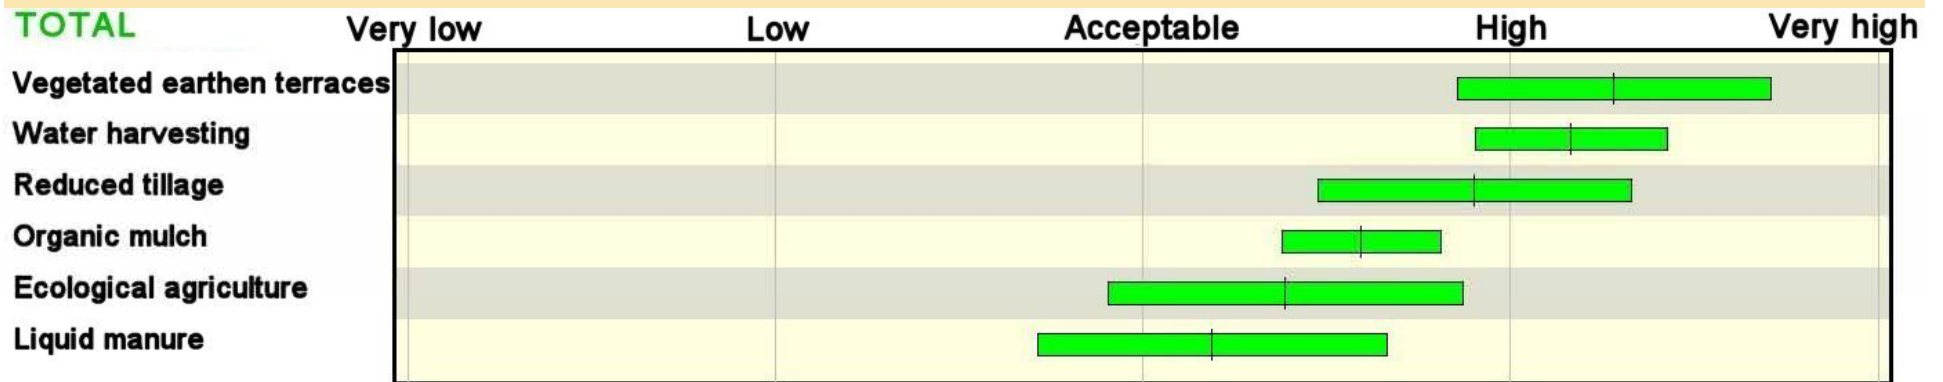 TOTAL Very low Low Acceptable High Very high
Vegetated earthen terraces
Water harvesting
Reduced tillage
Organic mulch
Ecological agriculture
Liquid manure